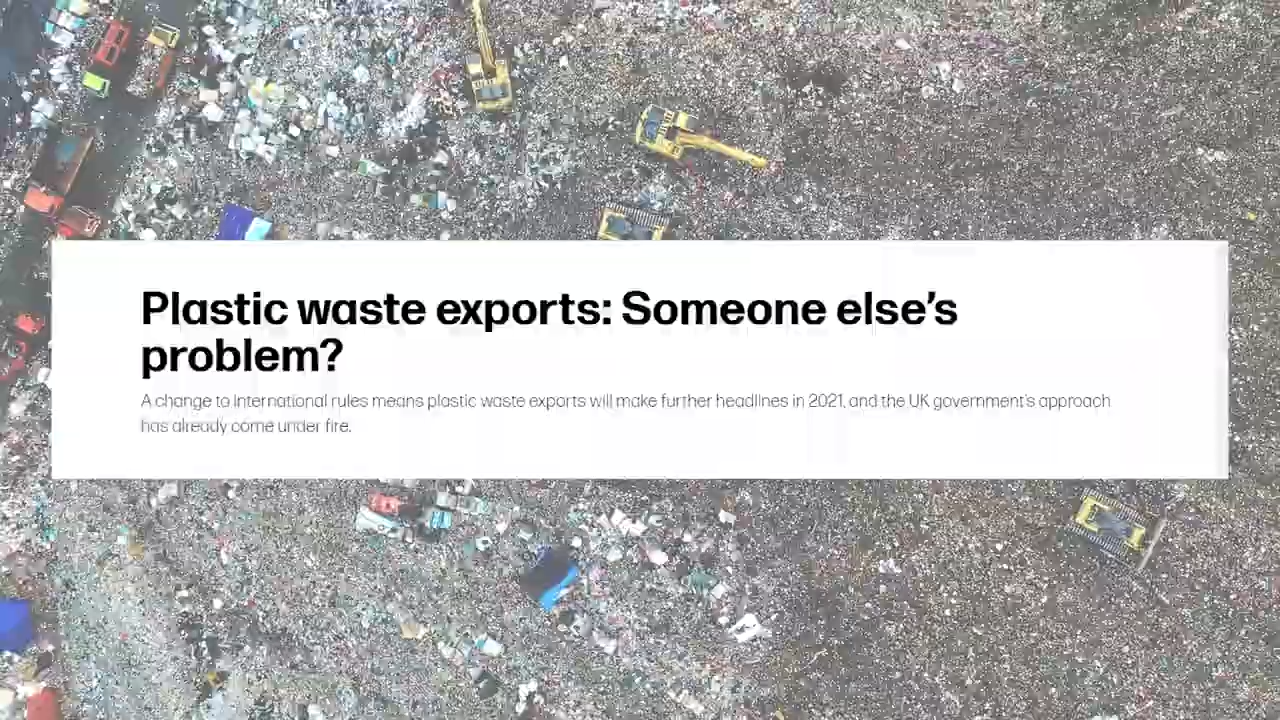 Plastic waste exports: Someone else’s
problem?
A change to international rules means plastic waste exports will make further headlines in 2021, and the UK government’s approach
has already come under fire.